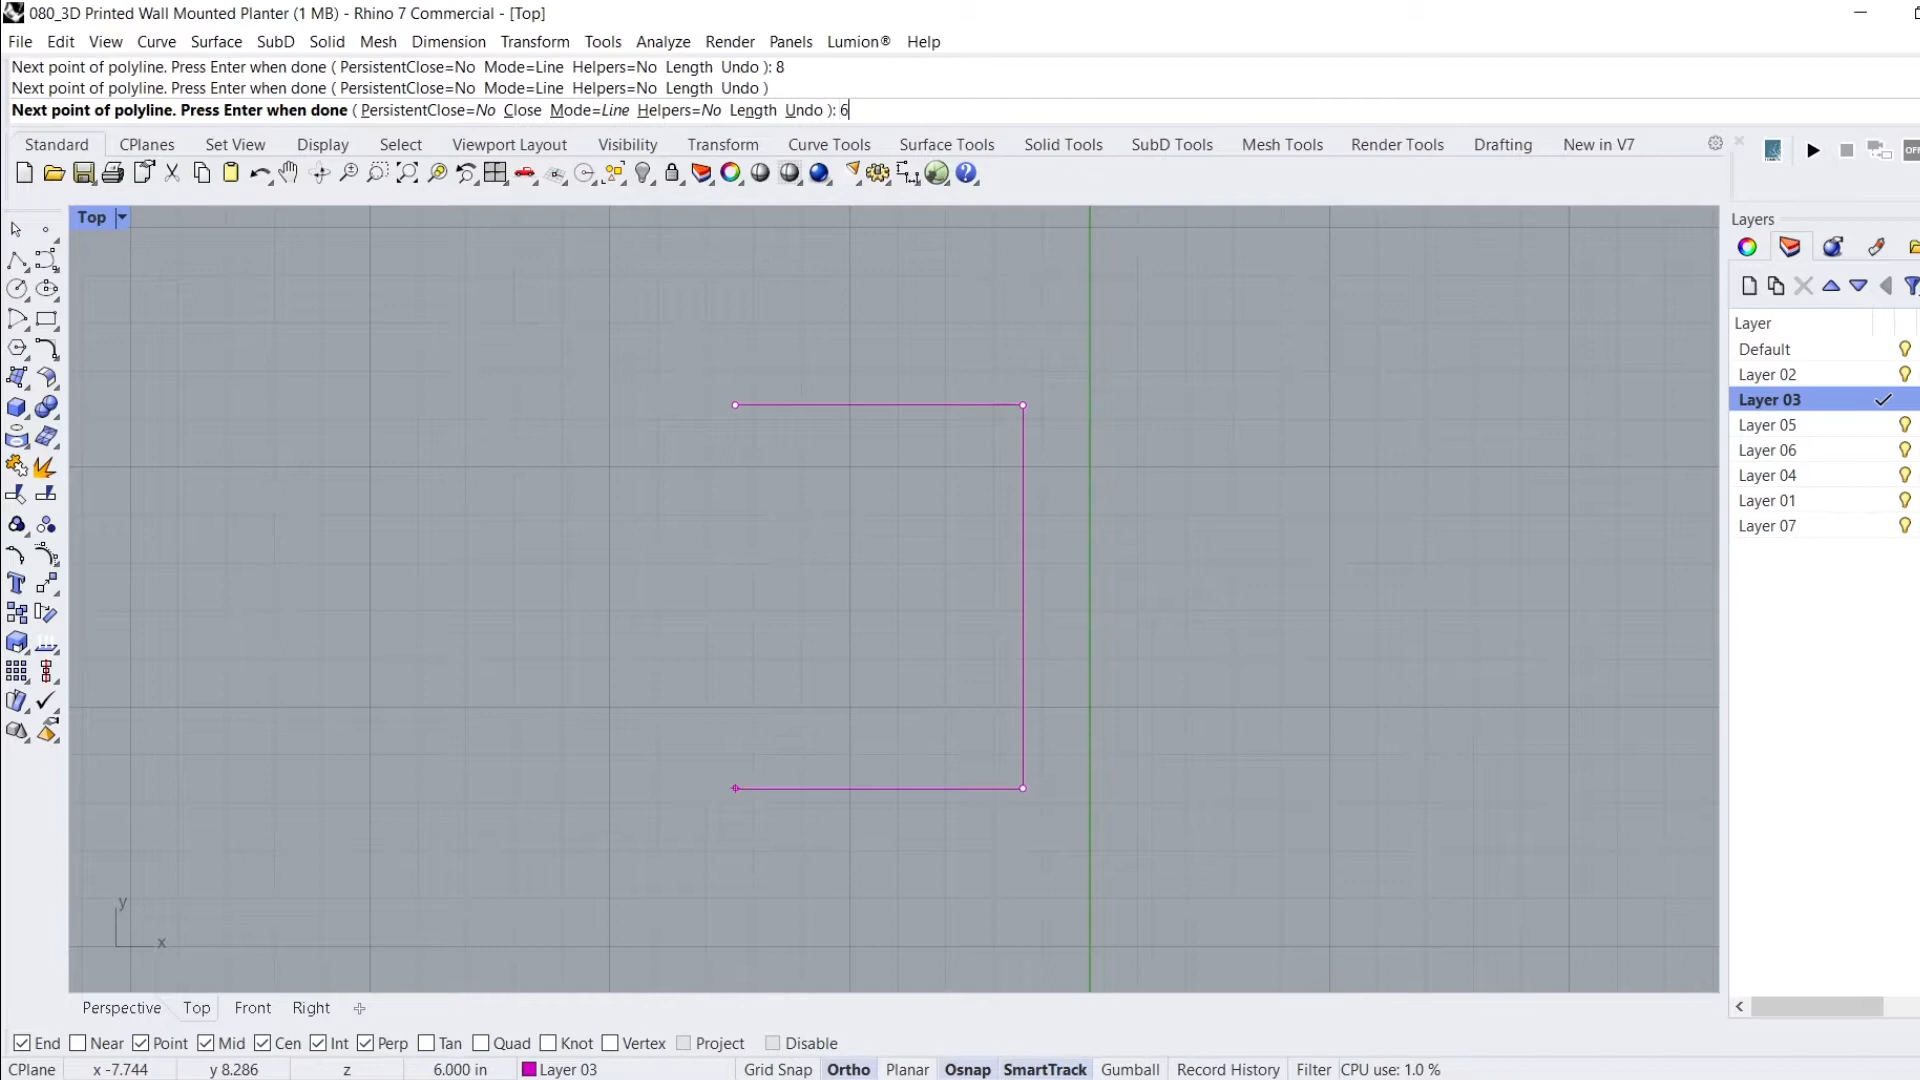 080_3D Printed Wall Mounted Planter (1 MB) - Rhino 7 Commercial - [Top]
File Edit View Curve Surface SubD Solid Mesh Dimension Transform Tools Analyze Render Panels Lumion® Help
Next point of polyline. Press Enter when done ( PersistentClose=No Mode=Line Helpers=No Length Undo ): 8
Next point of polyline. Press Enter when done ( PersistentClose=No Mode=Line Helpers=No Length Undo )
Next point of polyline. Press Enter when done ( PersistentClose=No Close Mode=Line Helpers=No Length Undo ): 6
Standard CPlanes Set View Display Select Viewport Layout Visibility Transform Curve Tools Surface Tools Solid Tools SubD Tools Mesh Tools Render Tools Drafting New in V7
OFF
Top
Layers
Layer
Default
Layer 02
Layer 03
Layer 05
Layer 06
Layer 04
Layer 01
Layer 07
y
x
Perspective Top Front Right
End Near Point Mid Cen Int Perp Tan Quad Knot Vertex Project Disable
CPlane x -7.744 y 8.286 z 6.000 in Layer 03 Grid Snap Ortho Planar Osnap SmartTrack Gumball Record History Filter CPU use: 1.0 %